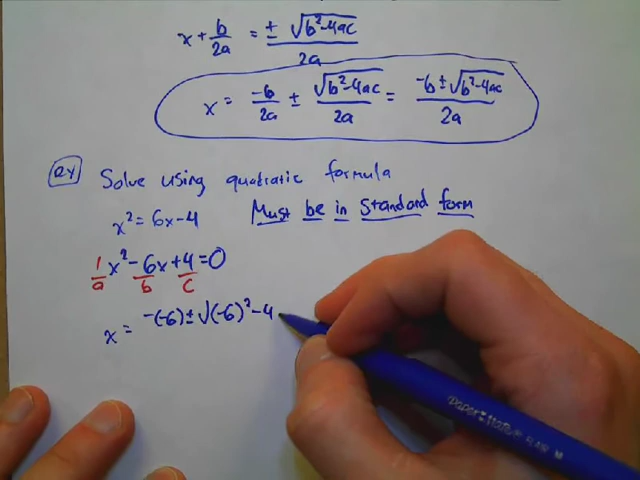 x + b/2a = ± √(b²-4ac) / 2a
x = -b/2a ± √(b²-4ac)/2a = (-b ± √(b²-4ac))/2a
Ex Solve using quadratic formula
x² = 6x - 4 Must be in standard form
1x² - 6x + 4 = 0
a b c
x = -(-6) ± √(-6)² - 4
Paper Mate